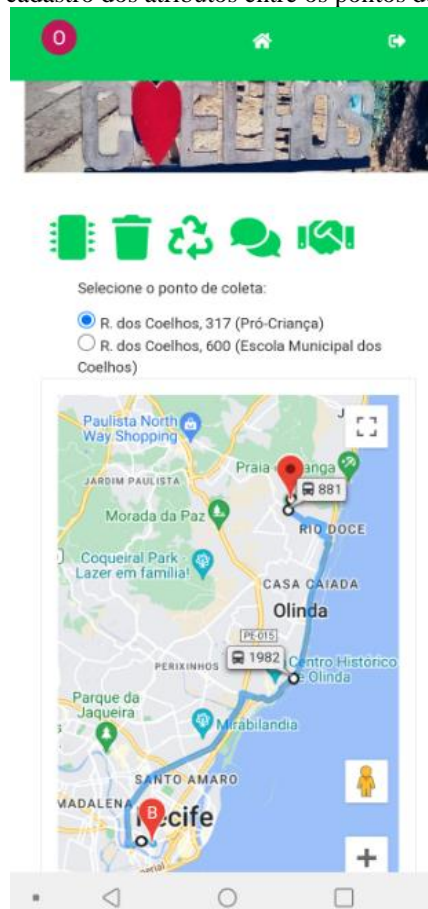 cadastro dos atributos entre os pontos de
O
COELHOS
Selecione o ponto de coleta:
R. dos Coelhos, 317 (Pró-Criança)
R. dos Coelhos, 600 (Escola Municipal dos
Coelhos)
Paulista North
Way Shopping
Praia
anga
JARDIM PAULISTA
881
Morada da Paz
RIO DOCE
Coqueiral Park -
Lazer em família!
CASA CAIADA
Olinda
PE-015
1982
PERIXINHOS
Centro Histórico
e Olinda
Parque da
Jaqueira
Mirabilandia
SANTO AMARO
MADALENA
B
ecife
+